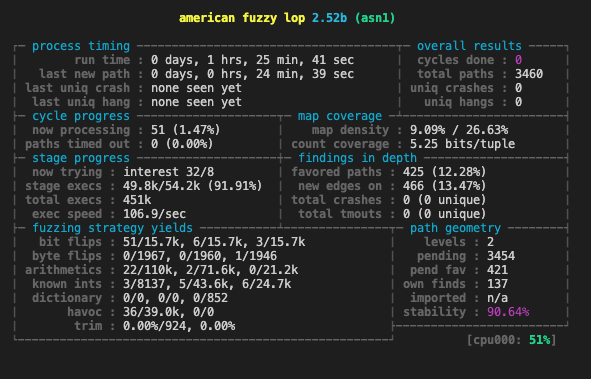 american fuzzy lop 2.52b (asn1)
process timing overall results
run time : 0 days, 1 hrs, 25 min, 41 sec cycles done : 0
last new path : 0 days, 0 hrs, 24 min, 39 sec total paths : 3460
last uniq crash : none seen yet uniq crashes : 0
last uniq hang : none seen yet uniq hangs : 0
cycle progress map coverage
now processing : 51 (1.47%) map density : 9.09% / 26.63%
paths timed out : 0 (0.00%) count coverage : 5.25 bits/tuple
stage progress findings in depth
now trying : interest 32/8 favored paths : 425 (12.28%)
stage execs : 49.8k/54.2k (91.91%) new edges on : 466 (13.47%)
total execs : 451k total crashes : 0 (0 unique)
exec speed : 106.9/sec total tmouts : 0 (0 unique)
fuzzing strategy yields path geometry
bit flips : 51/15.7k, 6/15.7k, 3/15.7k levels : 2
byte flips : 0/1967, 0/1960, 1/1946 pending : 3454
arithmetics : 22/110k, 2/71.6k, 0/21.2k pend fav : 421
known ints : 3/8137, 5/43.6k, 6/24.7k own finds : 137
dictionary : 0/0, 0/0, 0/852 imported : n/a
havoc : 36/39.0k, 0/0 stability : 90.64%
trim : 0.00%/924, 0.00%
[cpu000: 51%]